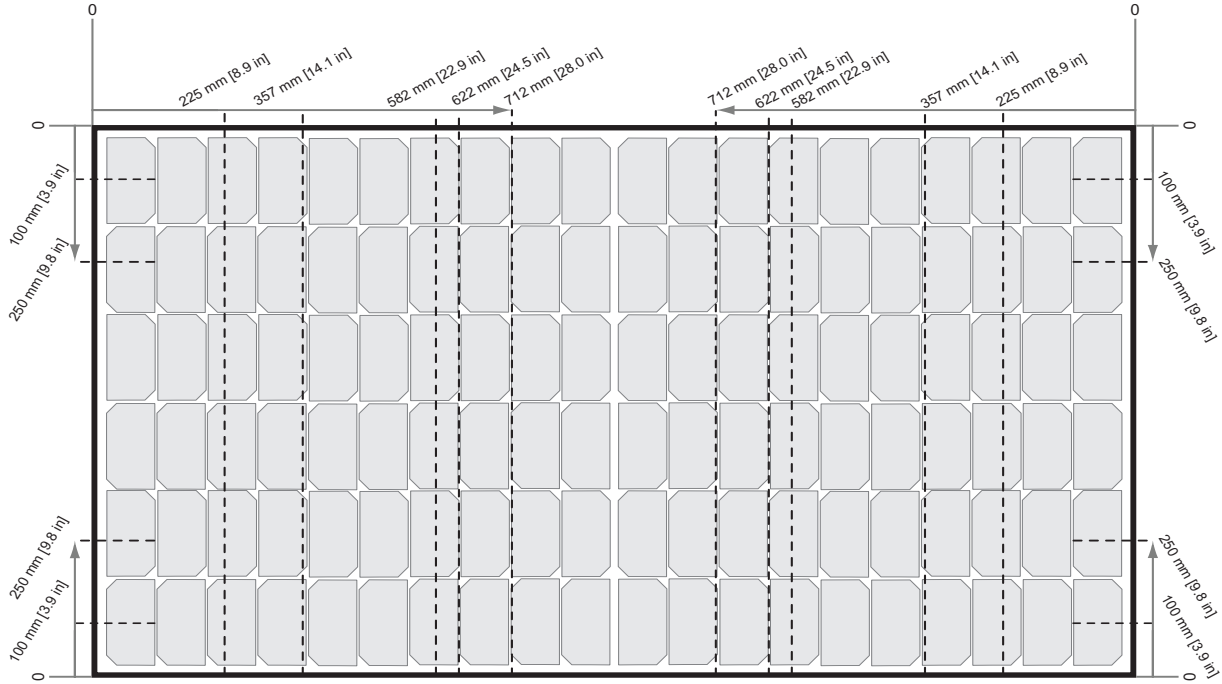 0
0
225 mm [8.9 in]
357 mm [14.1 in]
582 mm [22.9 in]
622 mm [24.5 in]
712 mm [28.0 in]
712 mm [28.0 in]
622 mm [24.5 in]
582 mm [22.9 in]
357 mm [14.1 in]
225 mm [8.9 in]
0
0
100 mm [3.9 in]
100 mm [3.9 in]
250 mm [9.8 in]
250 mm [9.8 in]
250 mm [9.8 in]
250 mm [9.8 in]
100 mm [3.9 in]
100 mm [3.9 in]
0
0